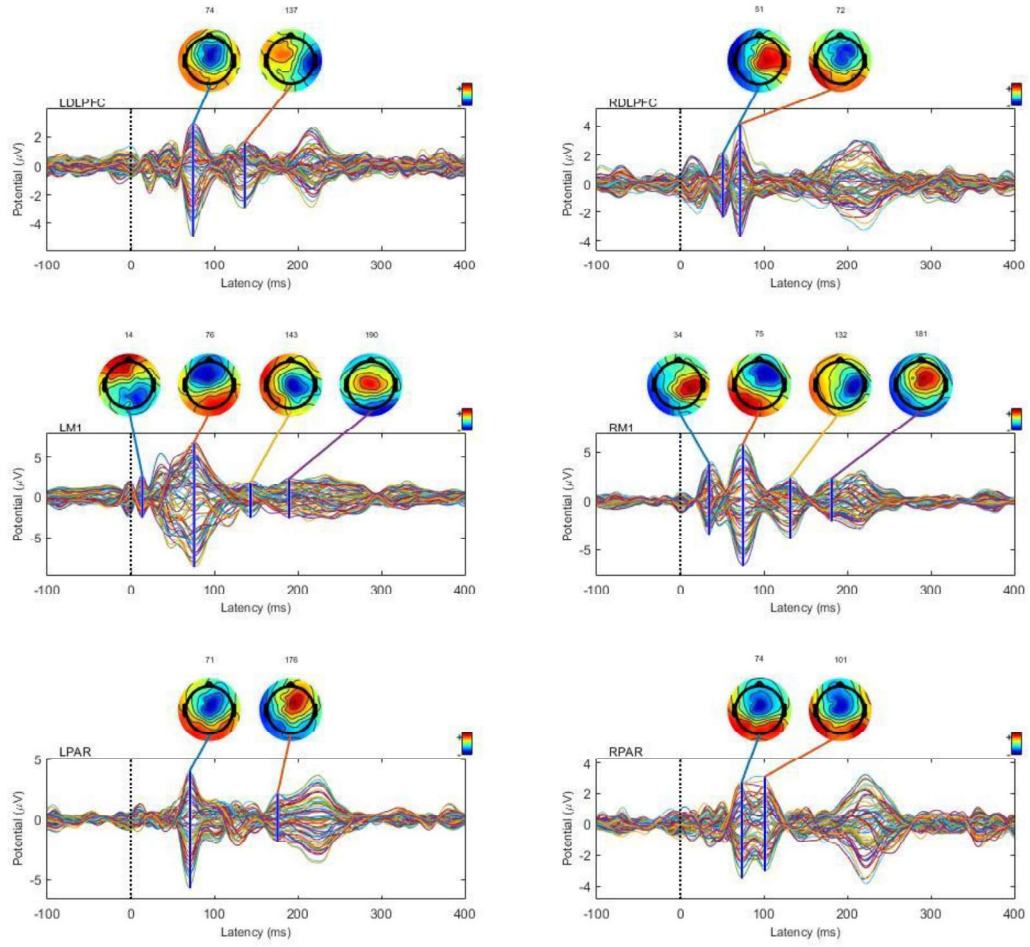 74 137
+
-
LDLPFC
Potential (μV)
2
0
-2
-4
-100 0 100 200 300 400
Latency (ms)
51 72
+
-
RDLPFC
Potential (μV)
4
2
0
-2
-4
-100 0 100 200 300 400
Latency (ms)
14 76 143 190
+
-
LM1
Potential (μV)
5
0
-5
-100 0 100 200 300 400
Latency (ms)
34 75 132 181
+
-
RM1
Potential (μV)
5
0
-5
-100 0 100 200 300 400
Latency (ms)
71 176
+
-
LPAR
Potential (μV)
5
0
-5
-100 0 100 200 300 400
Latency (ms)
74 101
+
-
RPAR
Potential (μV)
4
2
0
-2
-4
-100 0 100 200 300 400
Latency (ms)